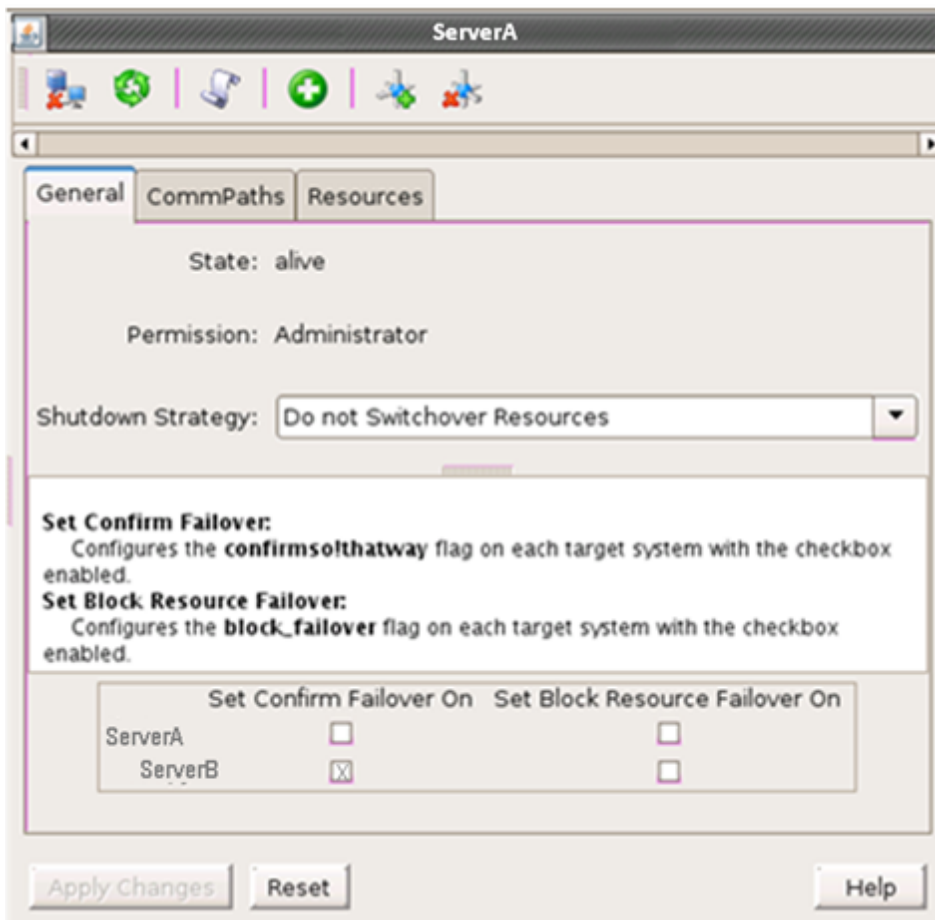 ServerA
General CommPaths Resources
State: alive
Permission: Administrator
Shutdown Strategy: Do not Switchover Resources
Set Confirm Failover:
Configures the confirmso!thatway flag on each target system with the checkbox
enabled.
Set Block Resource Failover:
Configures the block_failover flag on each target system with the checkbox
enabled.
Set Confirm Failover On Set Block Resource Failover On
ServerA
ServerB
Apply Changes Reset Help